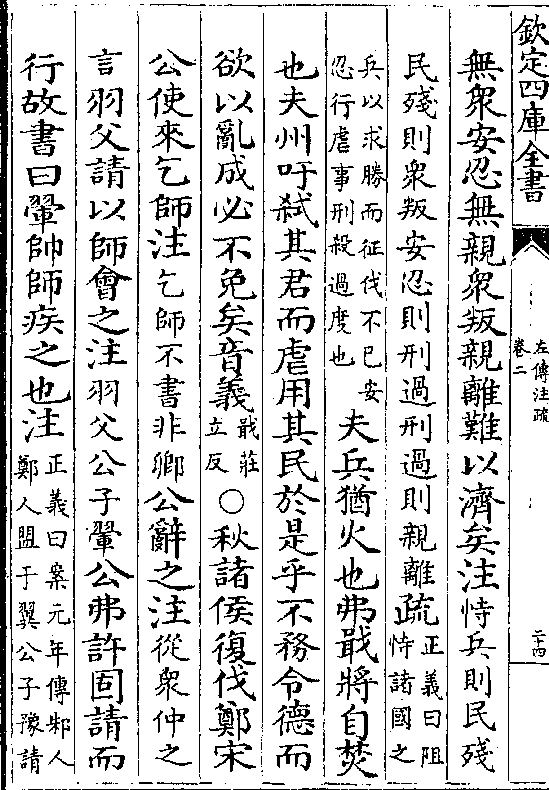 欽定四庫全書
左傳注疏
卷二
二十四
無衆安忍無親衆叛親離難以濟矣注恃兵則民殘
民殘則衆叛安忍則刑過刑過則親離疏正義曰阻
恃諸國之
兵以求勝而征伐不已安
忍行虐事刑殺過度也夫兵猶火也弗戢將自焚
也夫州吁弑其君而虐用其民於是乎不務令德而
欲以亂成必不免矣音義戢莊
立反○秋諸侯復伐鄭宋
公使來乞師注乞師不書非卿公辭之注從衆仲之
言羽父請以師會之注羽父公子翬公弗許固請而
行故書曰翬帥師疾之也注正義曰案元年傳邾人
鄭人盟于翼公子豫請